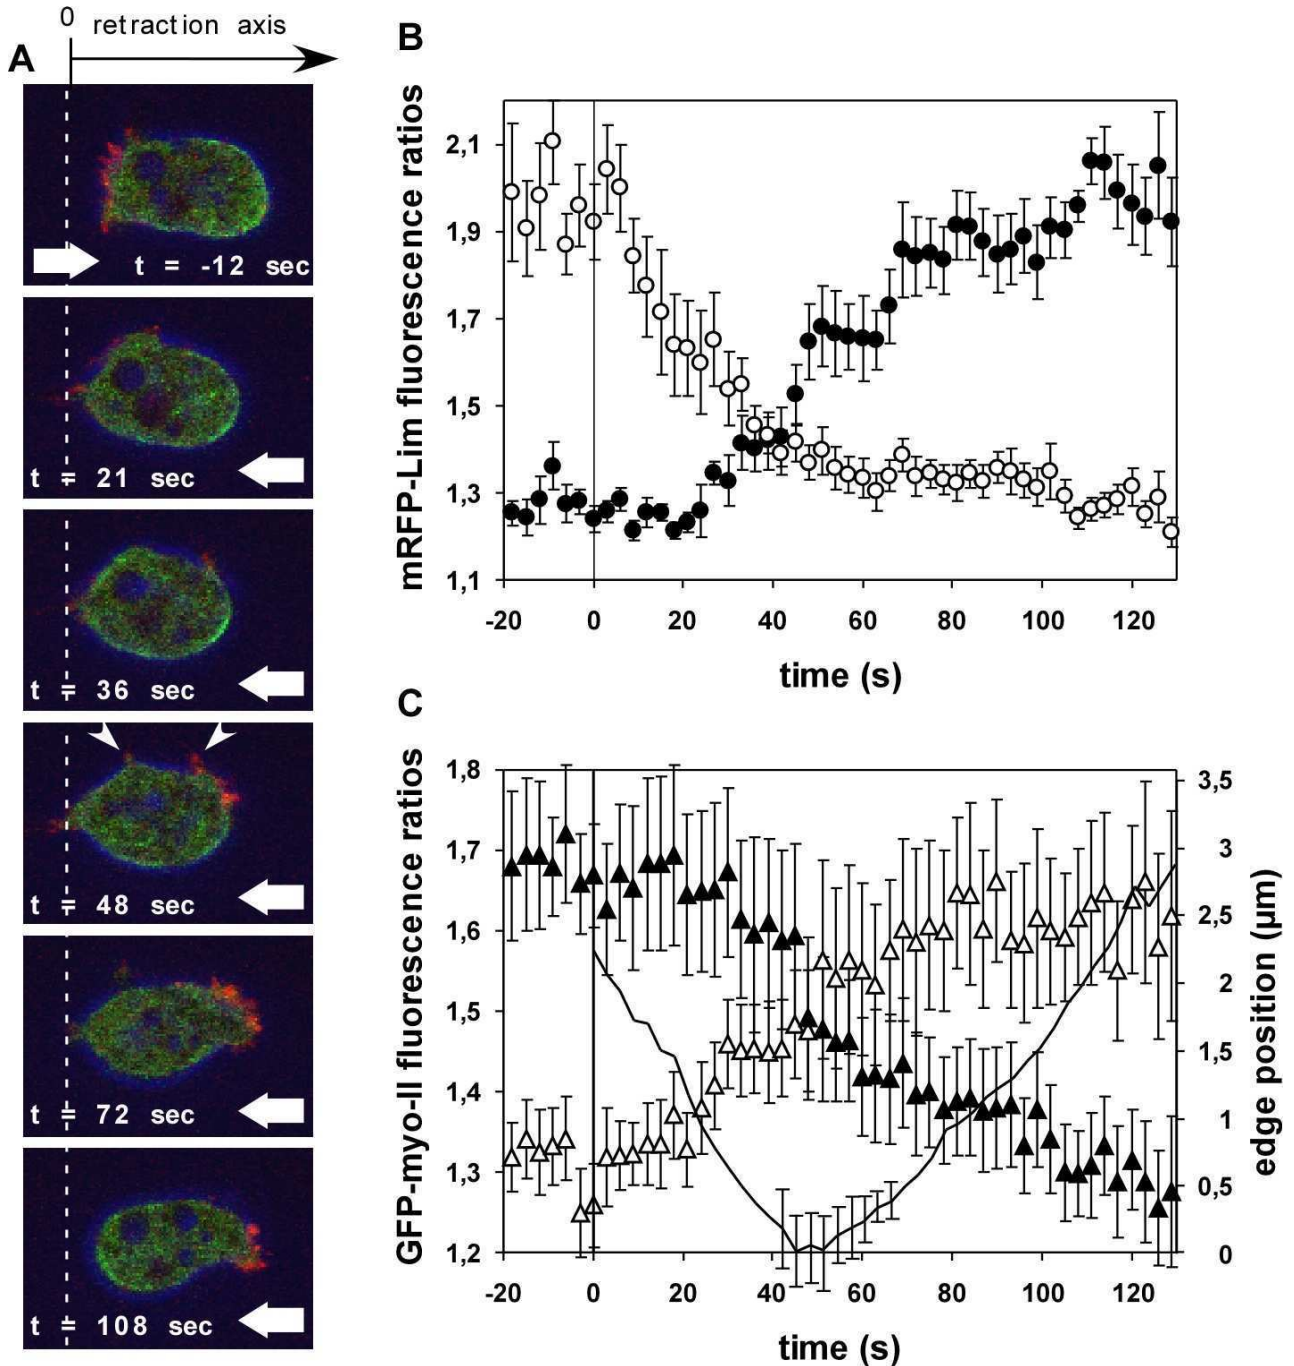 0
retraction axis
A
t = -12 sec
t = 21 sec
t = 36 sec
t = 48 sec
t = 72 sec
t = 108 sec
B
mRFP-Lim fluorescence ratios
2,1
1,9
1,7
1,5
1,3
1,1
-20 0 20 40 60 80 100 120
time (s)
C
GFP-myo-II fluorescence ratios
1,8
1,7
1,6
1,5
1,4
1,3
1,2
3,5
3
2,5
2
1,5
1
0,5
0
edge position (µm)
-20 0 20 40 60 80 100 120
time (s)